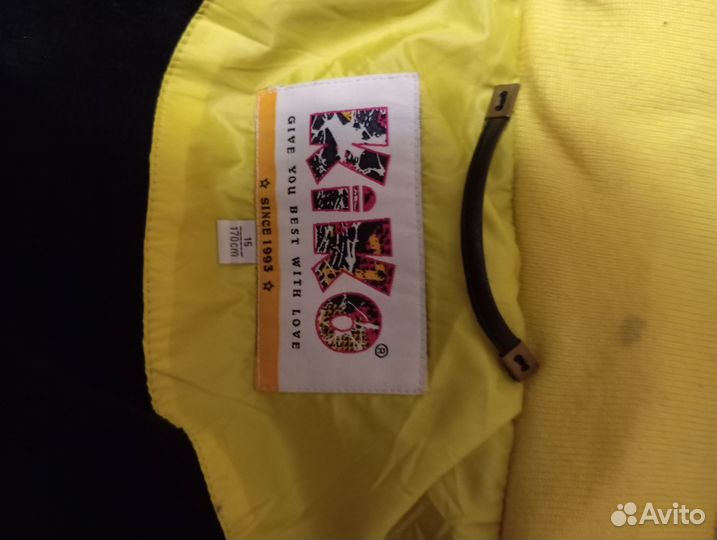 KiKO
®
GIVE YOU BEST WITH LOVE
☆ SINCE 1993 ☆
15
170cm
Avito